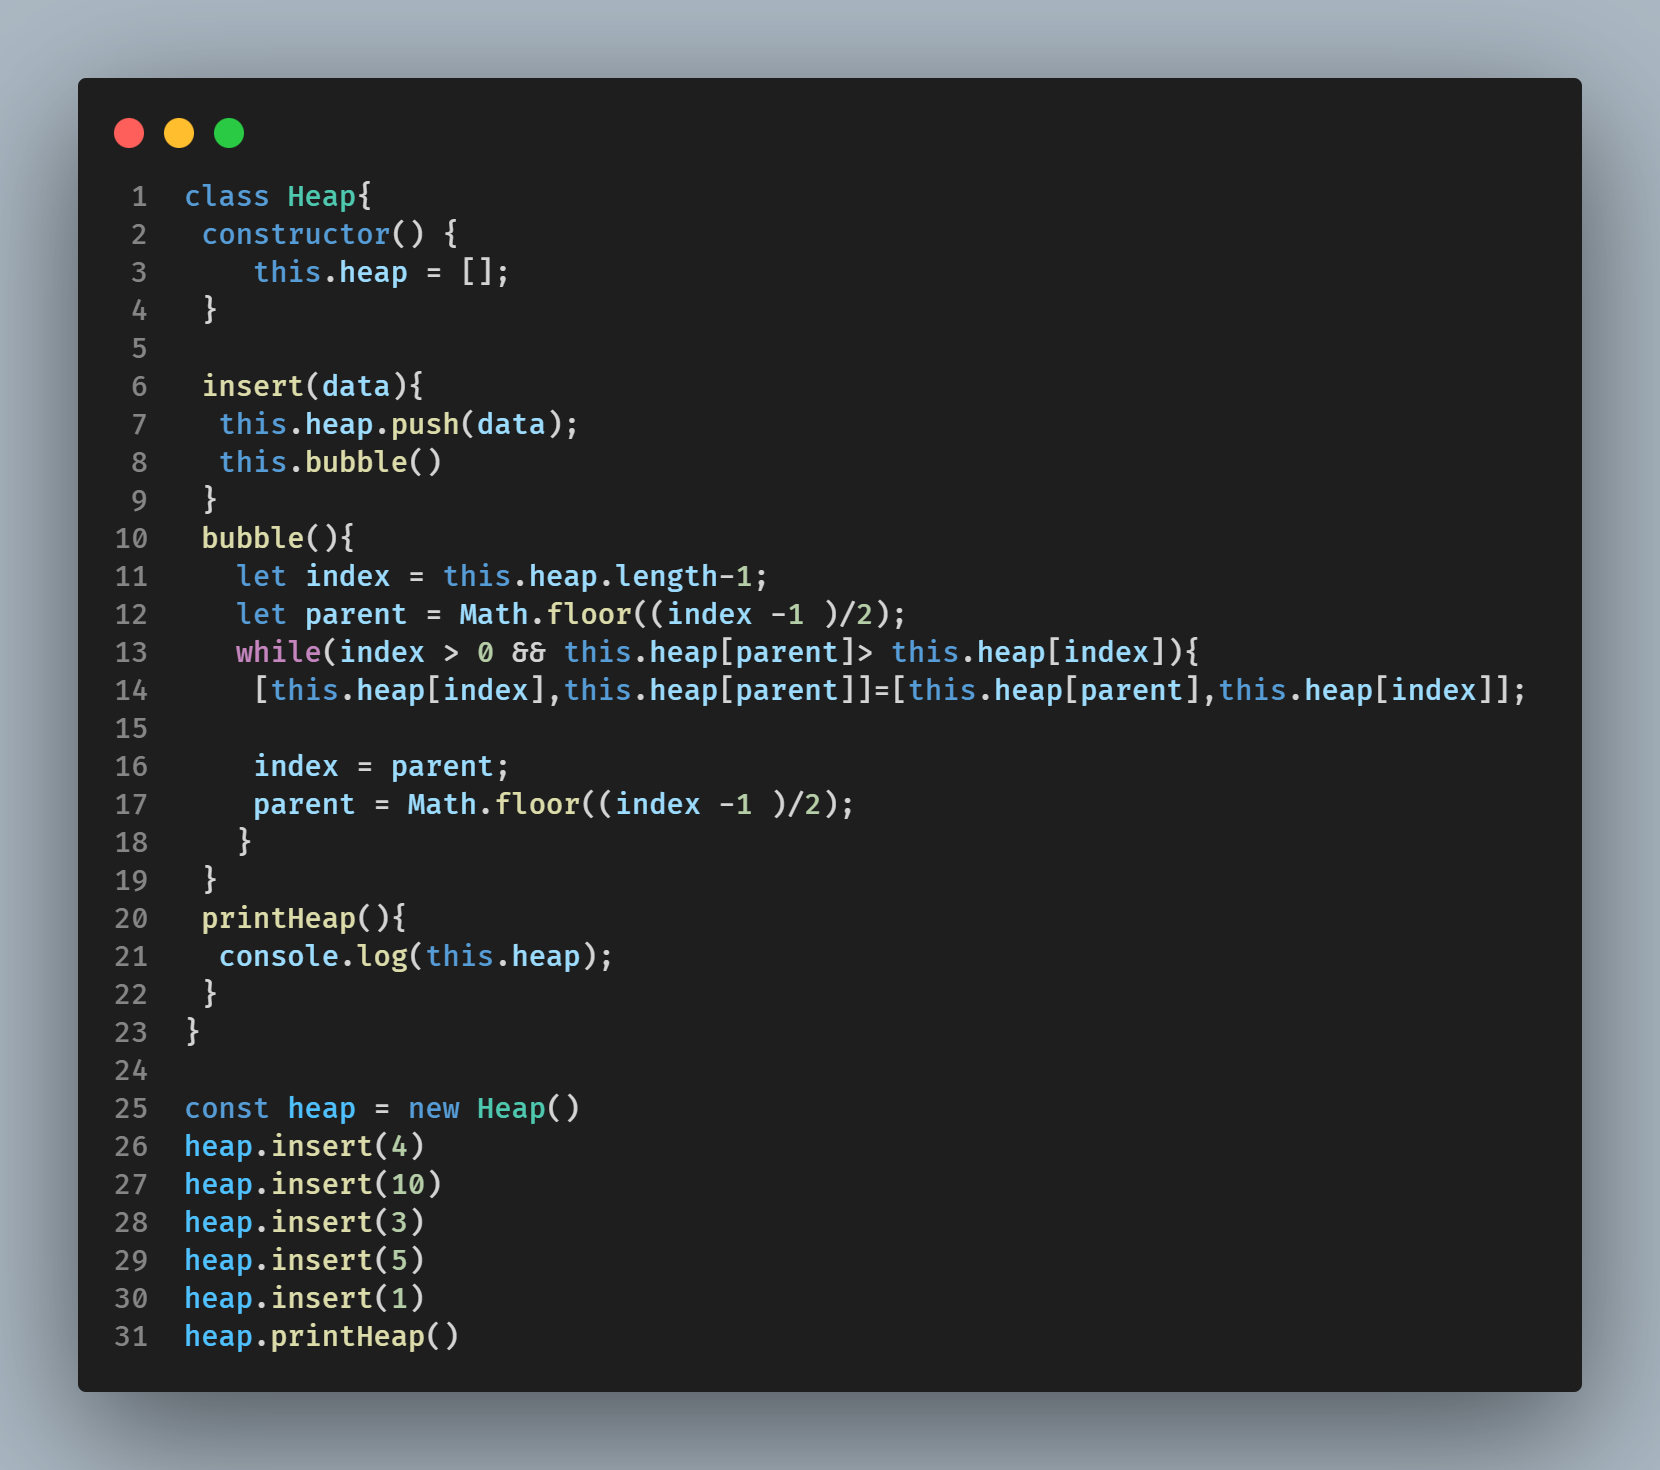 1 class Heap{
2 constructor() {
3 this.heap = [];
4 }
5
6 insert(data){
7 this.heap.push(data);
8 this.bubble()
9 }
10 bubble(){
11 let index = this.heap.length-1;
12 let parent = Math.floor((index -1 )/2);
13 while(index > 0 && this.heap[parent]> this.heap[index]){
14 [this.heap[index],this.heap[parent]]=[this.heap[parent],this.heap[index]];
15
16 index = parent;
17 parent = Math.floor((index -1 )/2);
18 }
19 }
20 printHeap(){
21 console.log(this.heap);
22 }
23 }
24
25 const heap = new Heap()
26 heap.insert(4)
27 heap.insert(10)
28 heap.insert(3)
29 heap.insert(5)
30 heap.insert(1)
31 heap.printHeap()